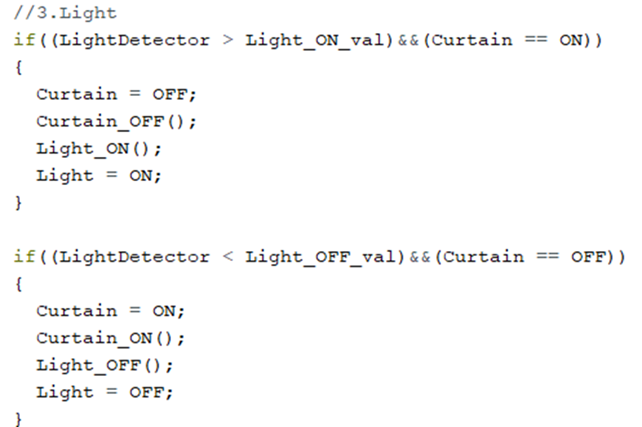 //3.Light
if((LightDetector > Light_ON_val)&&(Curtain == ON))
{
Curtain = OFF;
Curtain_OFF();
Light_ON();
Light = ON;
}
if((LightDetector < Light_OFF_val)&&(Curtain == OFF))
{
Curtain = ON;
Curtain_ON();
Light_OFF();
Light = OFF;
}